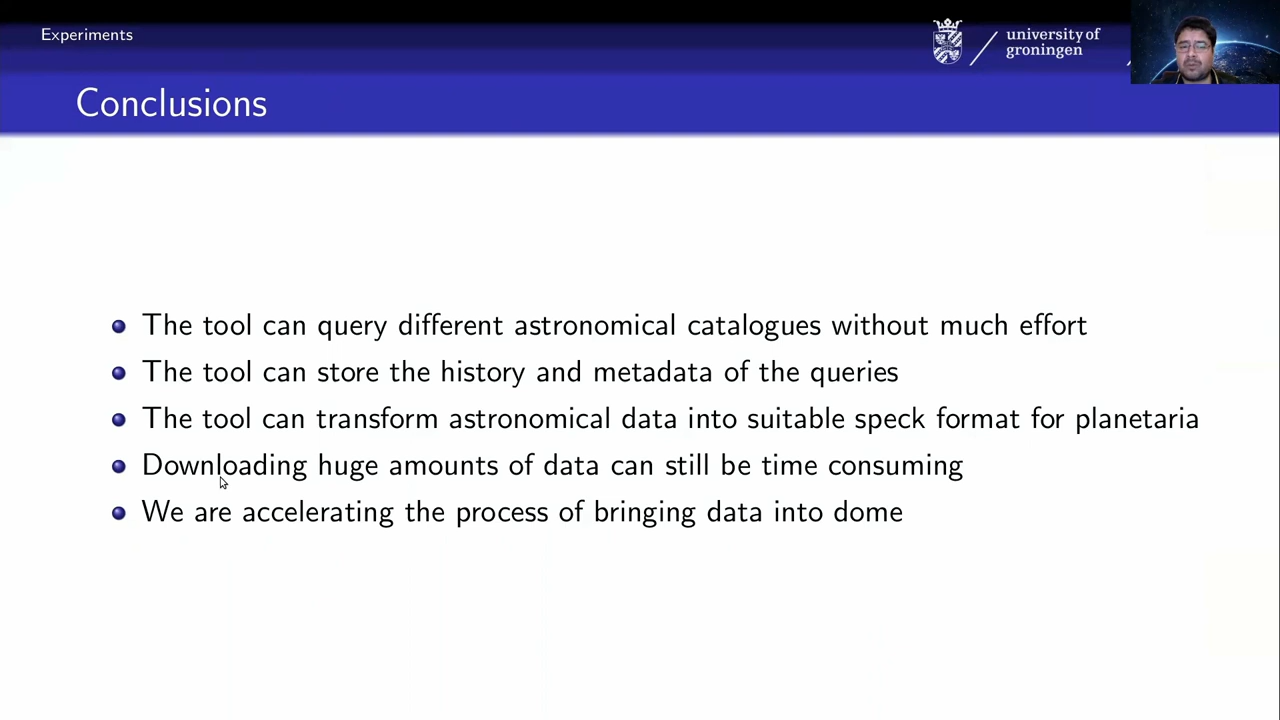 Experiments
university of
groningen
Conclusions
The tool can query different astronomical catalogues without much effort
The tool can store the history and metadata of the queries
The tool can transform astronomical data into suitable speck format for planetaria
Downloading huge amounts of data can still be time consuming
We are accelerating the process of bringing data into dome